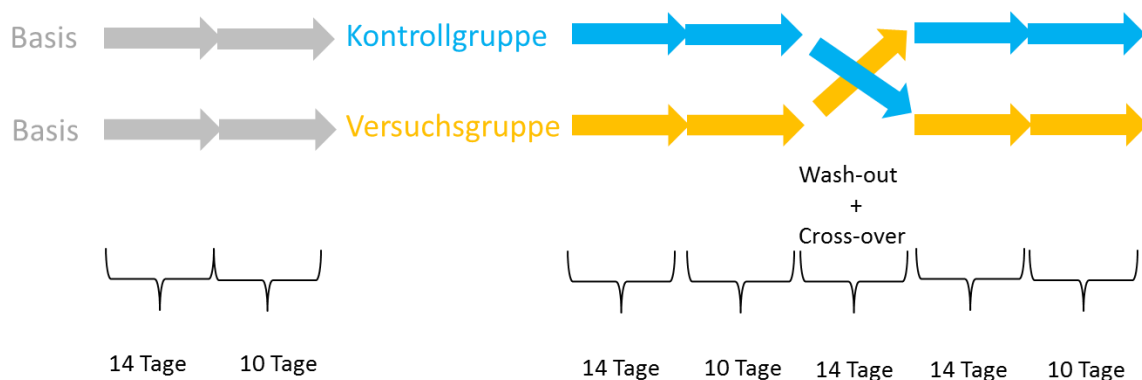 Basis
Kontrollgruppe
Basis
Versuchsgruppe
Wash-out
+
Cross-over
14 Tage
10 Tage
14 Tage
10 Tage
14 Tage
14 Tage
10 Tage